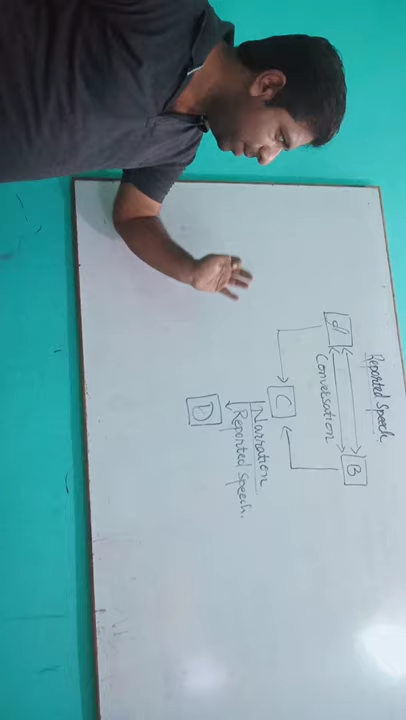 Reported Speech
A
B
Conversation
C
Narration
Reported Speech.
D